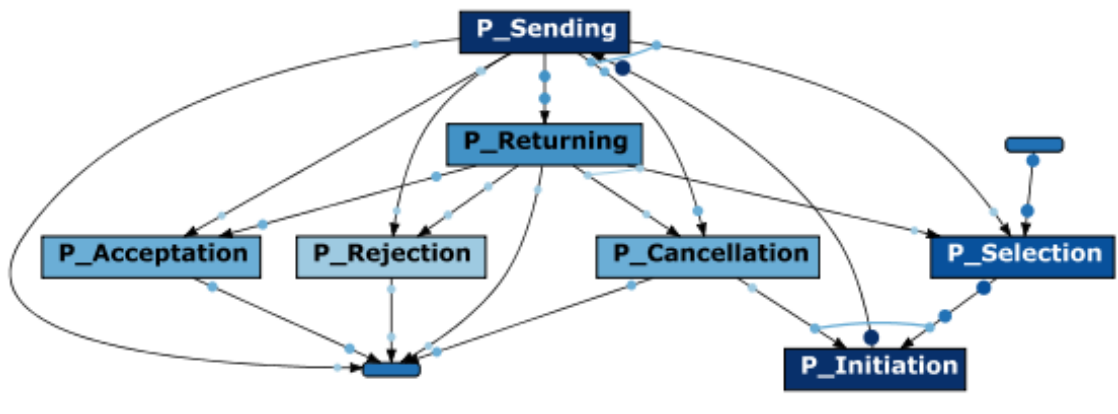 P_Sending
P_Returning
P_Acceptation
P_Rejection
P_Cancellation
P_Selection
P_Initiation